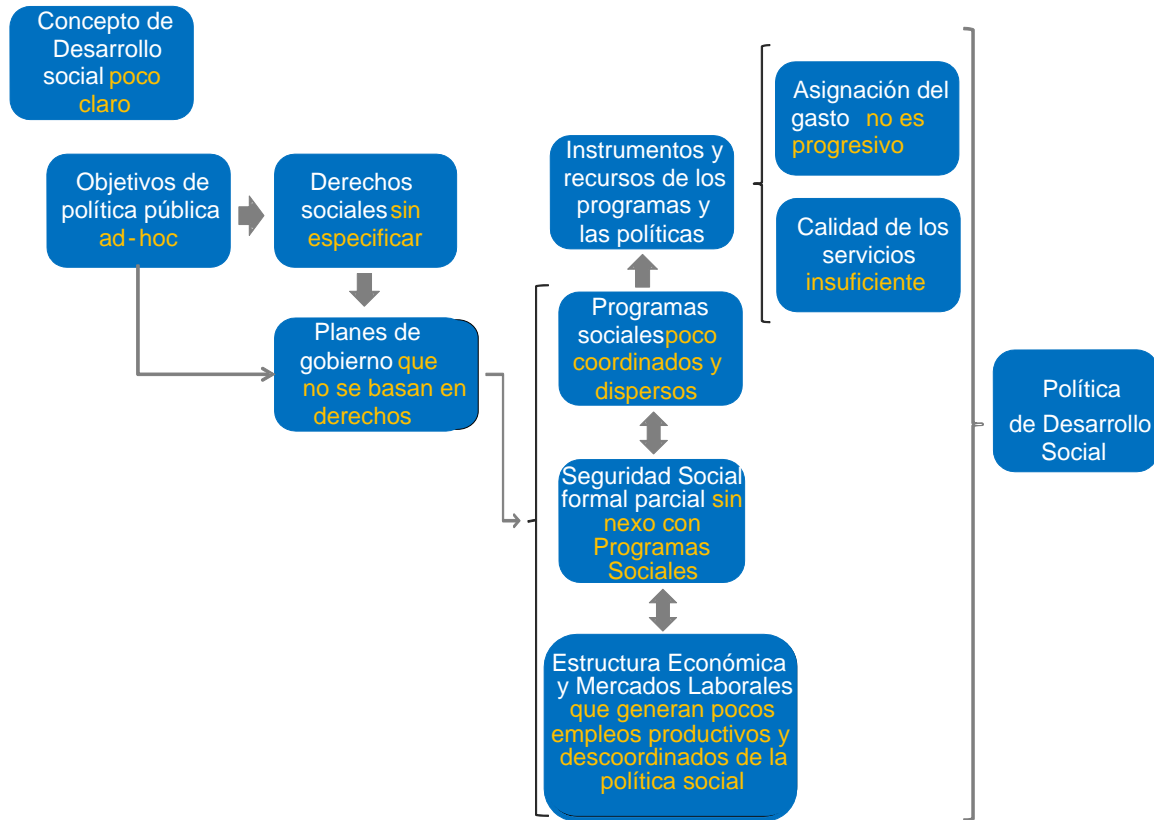 Concepto de
Desarrollo
social poco
claro
Objetivos de
política pública
ad-hoc
Derechos
sociales sin
especificar
Planes de
gobierno que
no se basan en
derechos
Instrumentos y
recursos de los
programas y
las políticas
Programas
sociales poco
coordinados y
dispersos
Seguridad Social
formal parcial sin
nexo con
Programas
Sociales
Estructura Económica
y Mercados Laborales
que generan pocos
empleos productivos y
descoordinados de la
política social
Asignación del
gasto no es
progresivo
Calidad de los
servicios
insuficiente
Política
de Desarrollo
Social